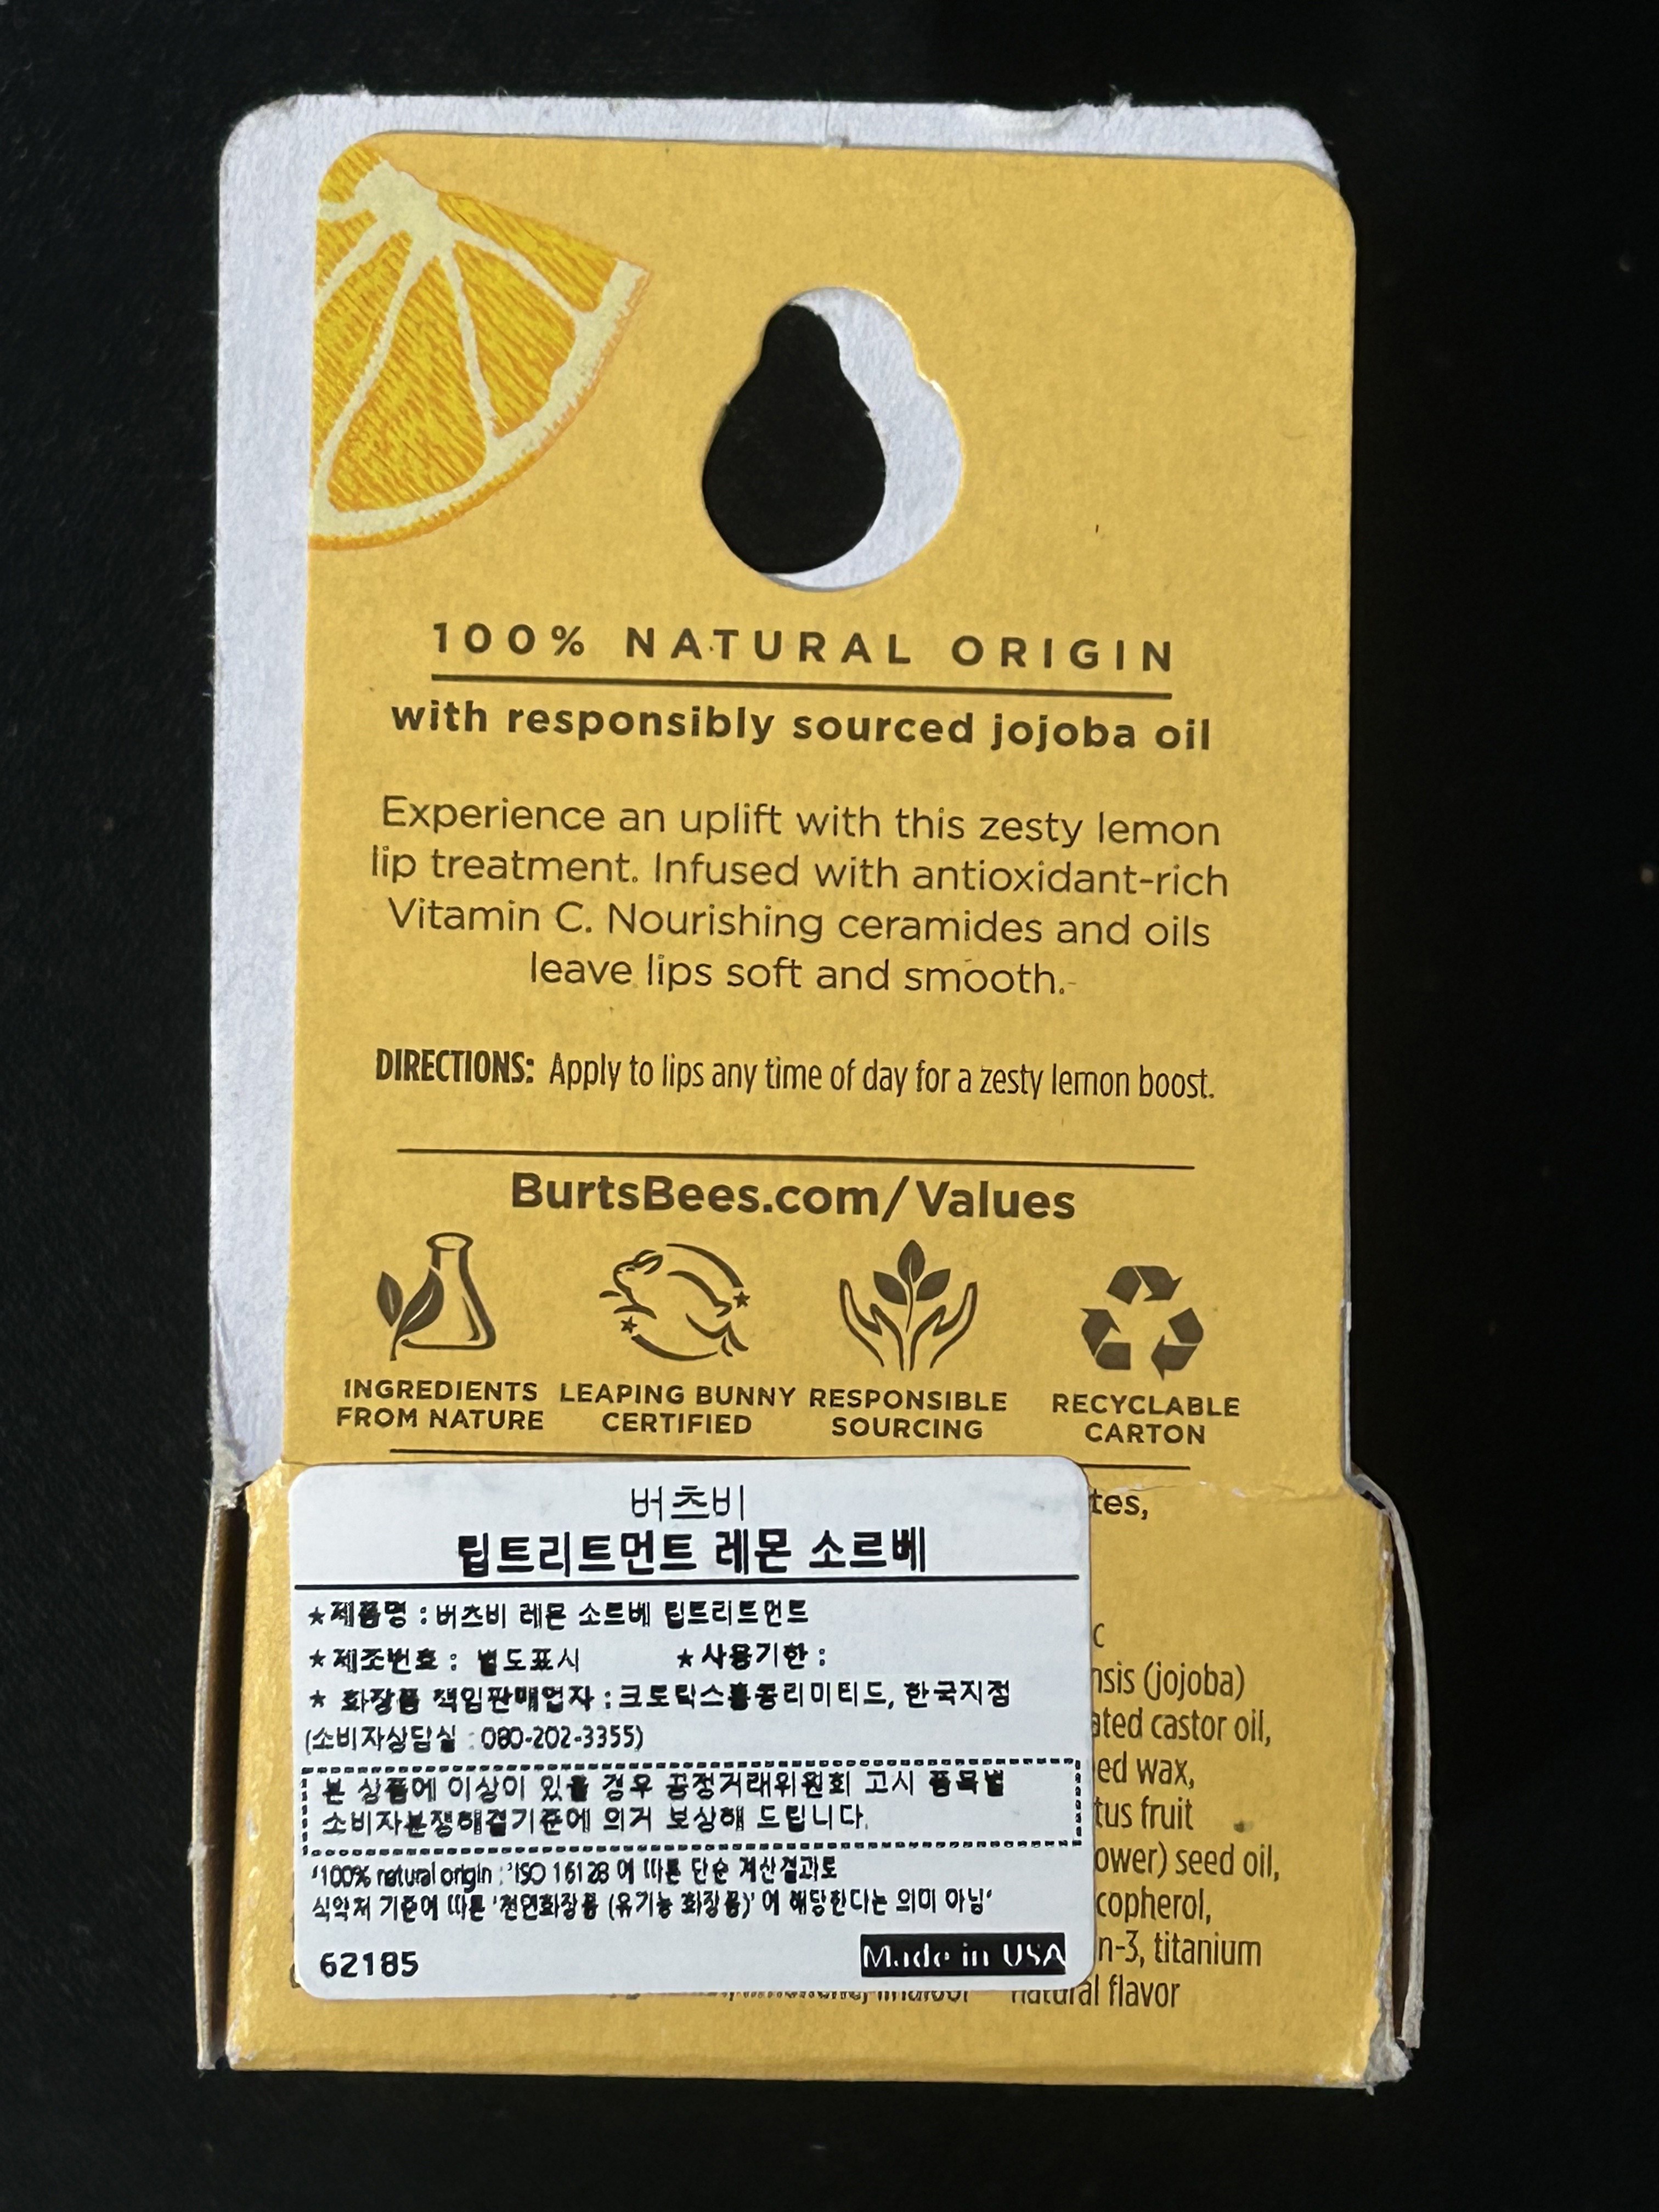 100% NATURAL ORIGIN
with responsibly sourced jojoba oil
Experience an uplift with this zesty lemon
lip treatment. Infused with antioxidant-rich
Vitamin C. Nourishing ceramides and oils
leave lips soft and smooth.
DIRECTIONS: Apply to lips any time of day for a zesty lemon boost.
BurtsBees.com/Values
INGREDIENTS FROM NATURE
LEAPING BUNNY CERTIFIED
RESPONSIBLE SOURCING
RECYCLABLE CARTON
버츠비
립트리트먼트 레몬 소르베
★제품명 : 버츠비 레몬 소르베 립트리트먼트
★제조번호 : 별도표시 ★사용기한 :
★ 화장품 책임판매업자 : 크로락스홍콩리미티드, 한국지점
(소비자상담실 : 080-202-3355)
본 상품에 이상이 있을 경우 공정거래위원회 고시 품목별
소비자분쟁해결기준에 의거 보상해 드립니다.
'100% natural origin : 'ISO 16128 에 따른 단순 계산결과로
식약처 기준에 따른 '천연화장품 (유기농 화장품)' 에 해당한다는 의미 아님'
62185 Made in USA
tes,
c
nsis (jojoba)
ated castor oil,
ed wax,
tus fruit
ower) seed oil,
copherol,
n-3, titanium
natural flavor